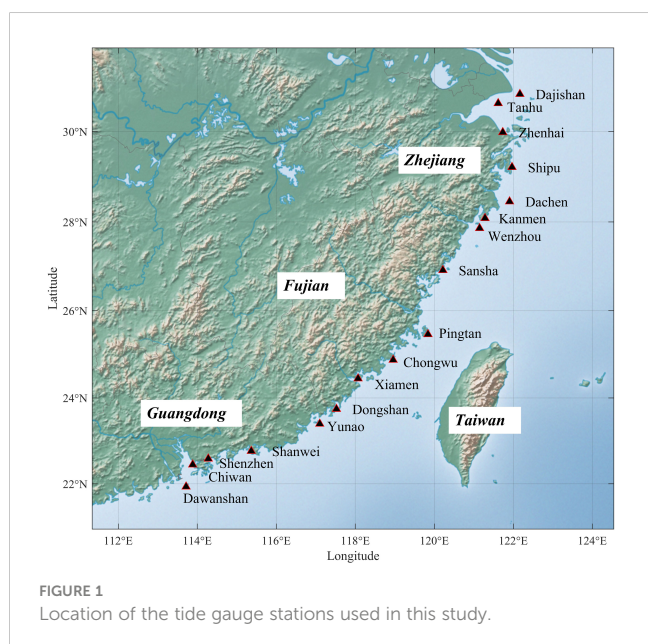 Dajishan
Tanhu
30°N
Zhenhai
Zhejiang
Shipu
Dachen
28°N
Kanmen
Wenzhou
Sansha
Fujian
Latitude
26°N
Pingtan
Chongwu
Xiamen
24°N
Dongshan
Guangdong
Taiwan
Yunao
Shanwei
Shenzhen
Chiwan
22°N
Dawanshan
112°E 114°E 116°E 118°E 120°E 122°E 124°E
Longitude
FIGURE 1
Location of the tide gauge stations used in this study.